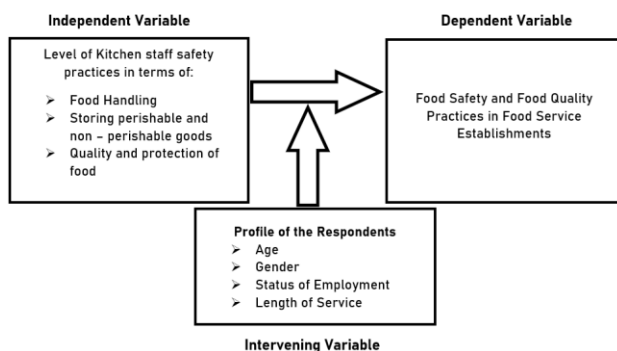 Independent Variable
Level of Kitchen staff safety
practices in terms of:
➢ Food Handling
➢ Storing perishable and
non – perishable goods
➢ Quality and protection of
food
Dependent Variable
Food Safety and Food Quality
Practices in Food Service
Establishments
Profile of the Respondents
➢ Age
➢ Gender
➢ Status of Employment
➢ Length of Service
Intervening Variable